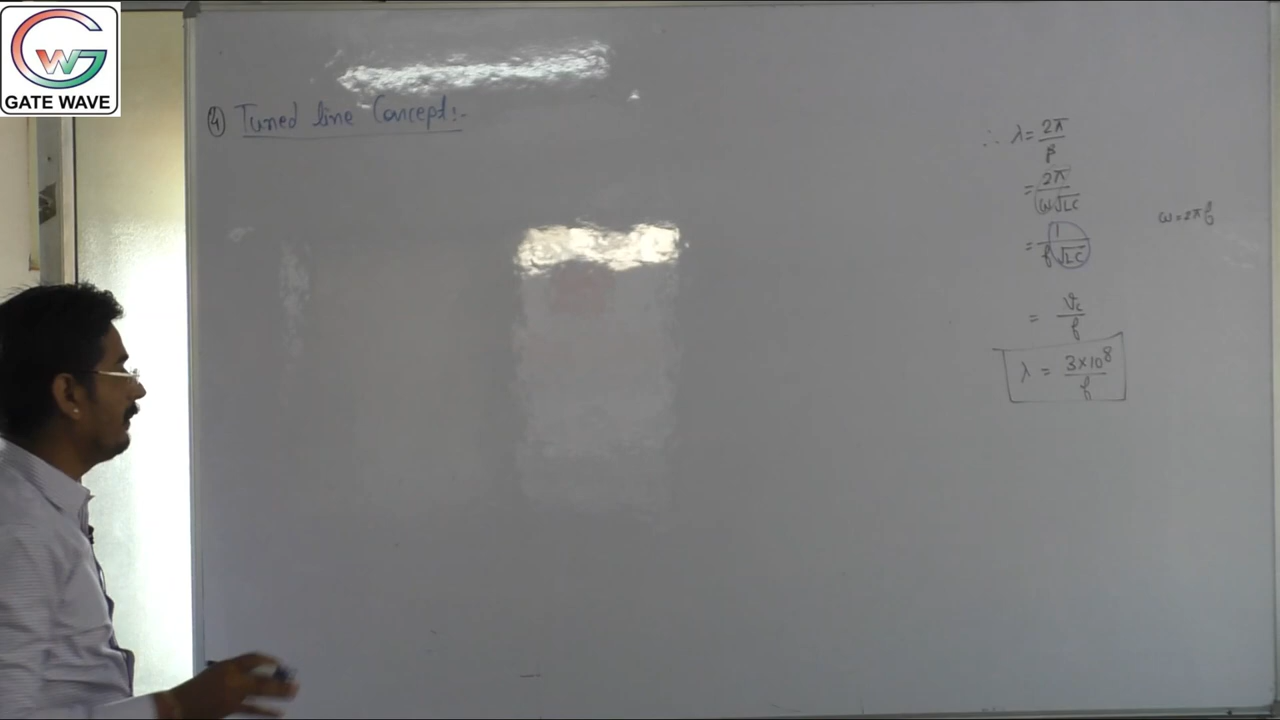 GATE WAVE
④ Tuned line Concept:-
∴ λ = 2π/β
= 2π/ω√LC
ω = 2πf
= 1/f√LC
= vc/f
λ = 3×10⁸/f